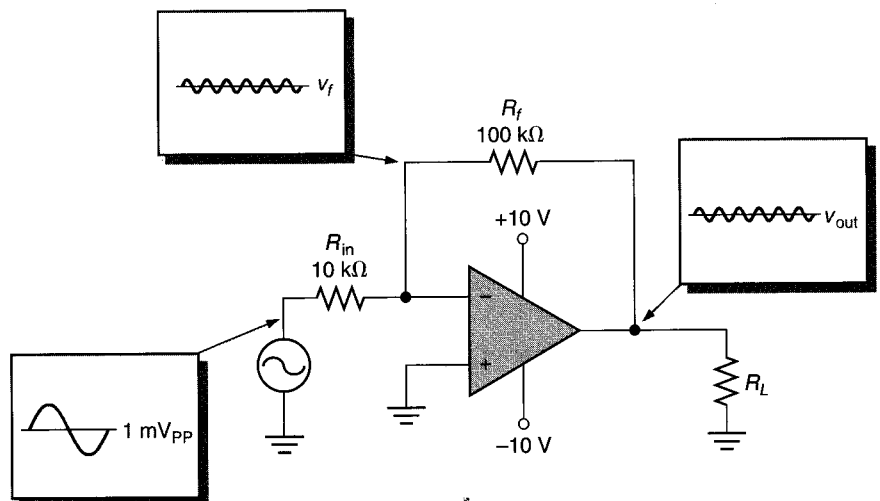 v_f
R_f
100 kΩ
+10 V
v_out
R_in
10 kΩ
−
+
1 mV_PP
R_L
−10 V